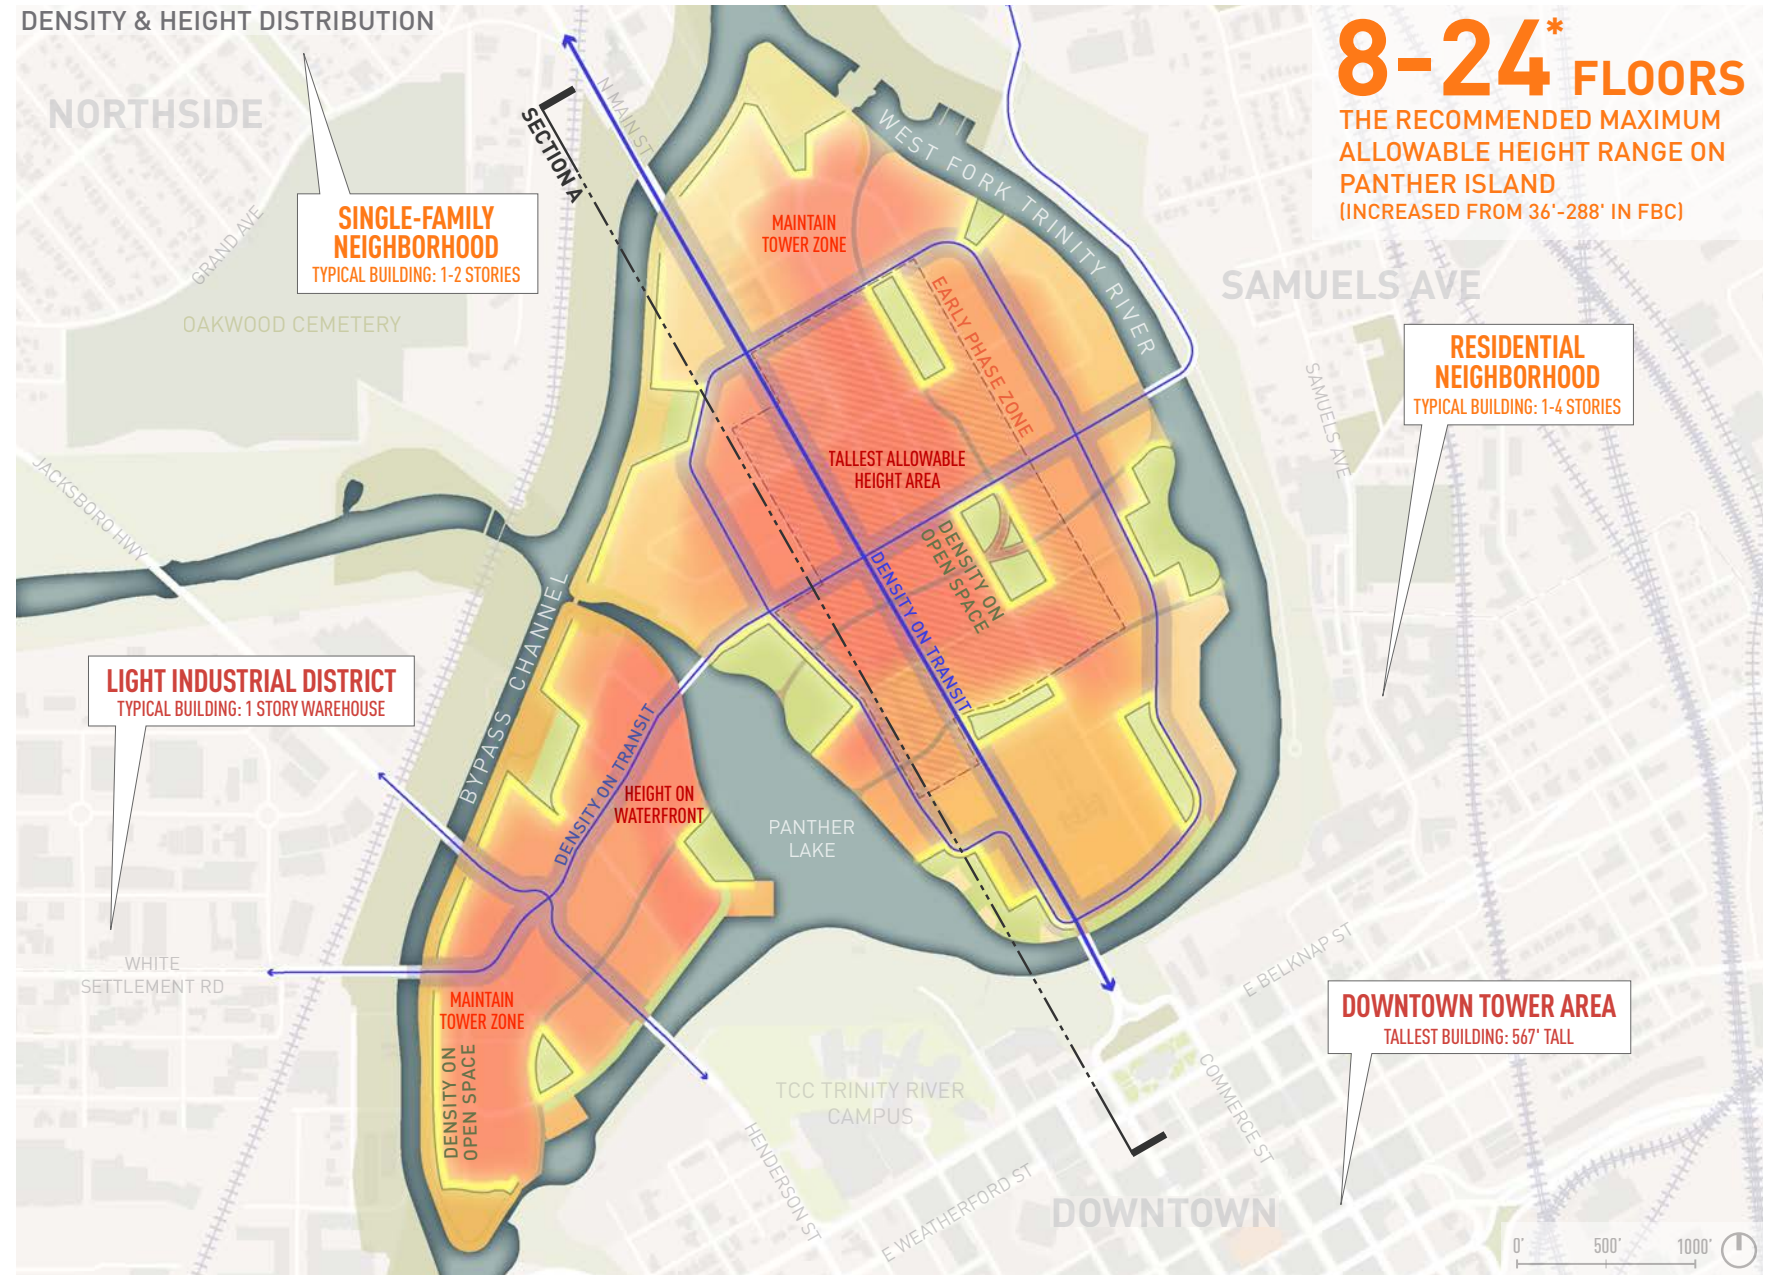 DENSITY & HEIGHT DISTRIBUTION
8-24* FLOORS
THE RECOMMENDED MAXIMUM
ALLOWABLE HEIGHT RANGE ON
PANTHER ISLAND
(INCREASED FROM 36'-288' IN FBC)
NORTHSIDE
N MAIN ST
SECTION A
WEST FORK TRINITY RIVER
SINGLE-FAMILY
NEIGHBORHOOD
TYPICAL BUILDING: 1-2 STORIES
GRAND AVE
OAKWOOD CEMETERY
MAINTAIN
TOWER ZONE
EARLY PHASE ZONE
SAMUELS AVE
RESIDENTIAL
NEIGHBORHOOD
TYPICAL BUILDING: 1-4 STORIES
SAMUELS AVE
JACKSBORO HWY
TALLEST ALLOWABLE
HEIGHT AREA
DENSITY ON
OPEN SPACE
DENSITY ON TRANSIT
BYPASS CHANNEL
LIGHT INDUSTRIAL DISTRICT
TYPICAL BUILDING: 1 STORY WAREHOUSE
DENSITY ON TRANSIT
HEIGHT ON
WATERFRONT
PANTHER
LAKE
WHITE
SETTLEMENT RD
MAINTAIN
TOWER ZONE
DENSITY ON
OPEN SPACE
E BELKNAP ST
DOWNTOWN TOWER AREA
TALLEST BUILDING: 567' TALL
TCC TRINITY RIVER
CAMPUS
COMMERCE ST
HENDERSON ST
E WEATHERFORD ST
DOWNTOWN
0' 500' 1000'